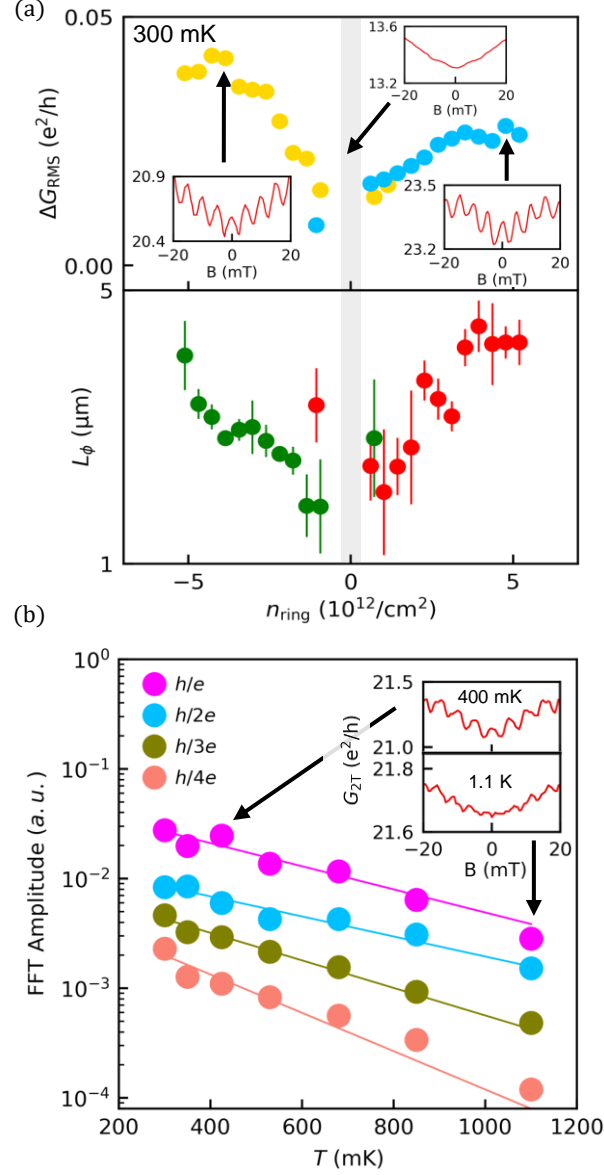 (a)
300 mK
0.05
0.00
ΔG_RMS (e²/h)
13.6
13.2
−20 0 20
B (mT)
20.9
20.4
−20 0 20
B (mT)
23.5
23.2
−20 0 20
B (mT)
5
1
L_ϕ (μm)
−5 0 5
n_ring (10¹²/cm²)
(b)
10⁰
10⁻¹
10⁻²
10⁻³
10⁻⁴
FFT Amplitude (a. u.)
h/e
h/2e
h/3e
h/4e
21.5
21.0
400 mK
G_2T (e²/h)
21.8
21.6
1.1 K
−20 0 20
B (mT)
200 400 600 800 1000 1200
T (mK)